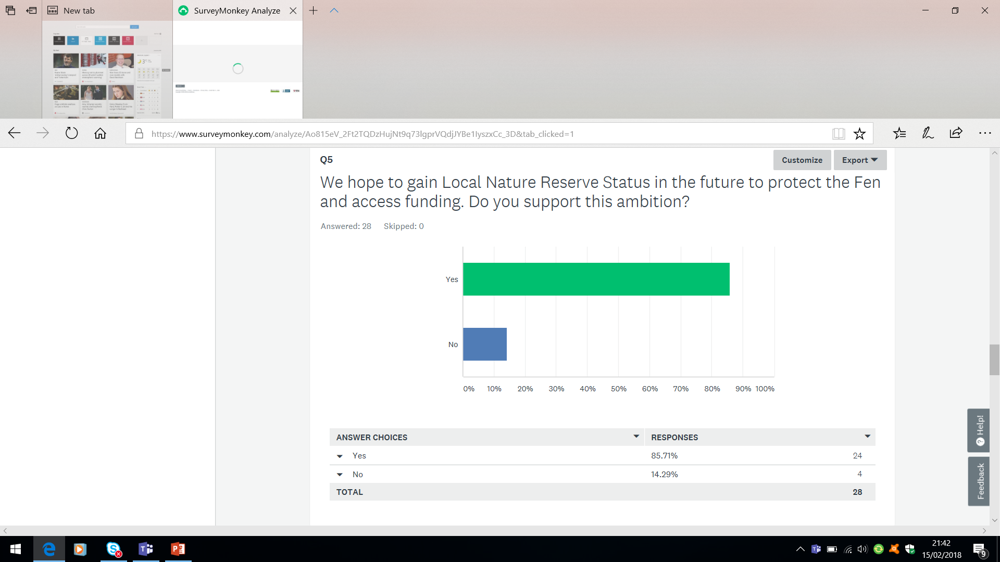 New tab
SurveyMonkey Analyze
https://www.surveymonkey.com/analyze/Ao815eV_2Ft2TQDzHujNt9q73lgprVQdjJYBe1IyszxCc_3D&tab_clicked=1
Q5
Customize
Export
We hope to gain Local Nature Reserve Status in the future to protect the Fen
and access funding. Do you support this ambition?
Answered: 28 Skipped: 0
Yes
No
0% 10% 20% 30% 40% 50% 60% 70% 80% 90% 100%
ANSWER CHOICES RESPONSES
Yes 85.71% 24
No 14.29% 4
TOTAL 28
Help!
Feedback
21:42
15/02/2018
9